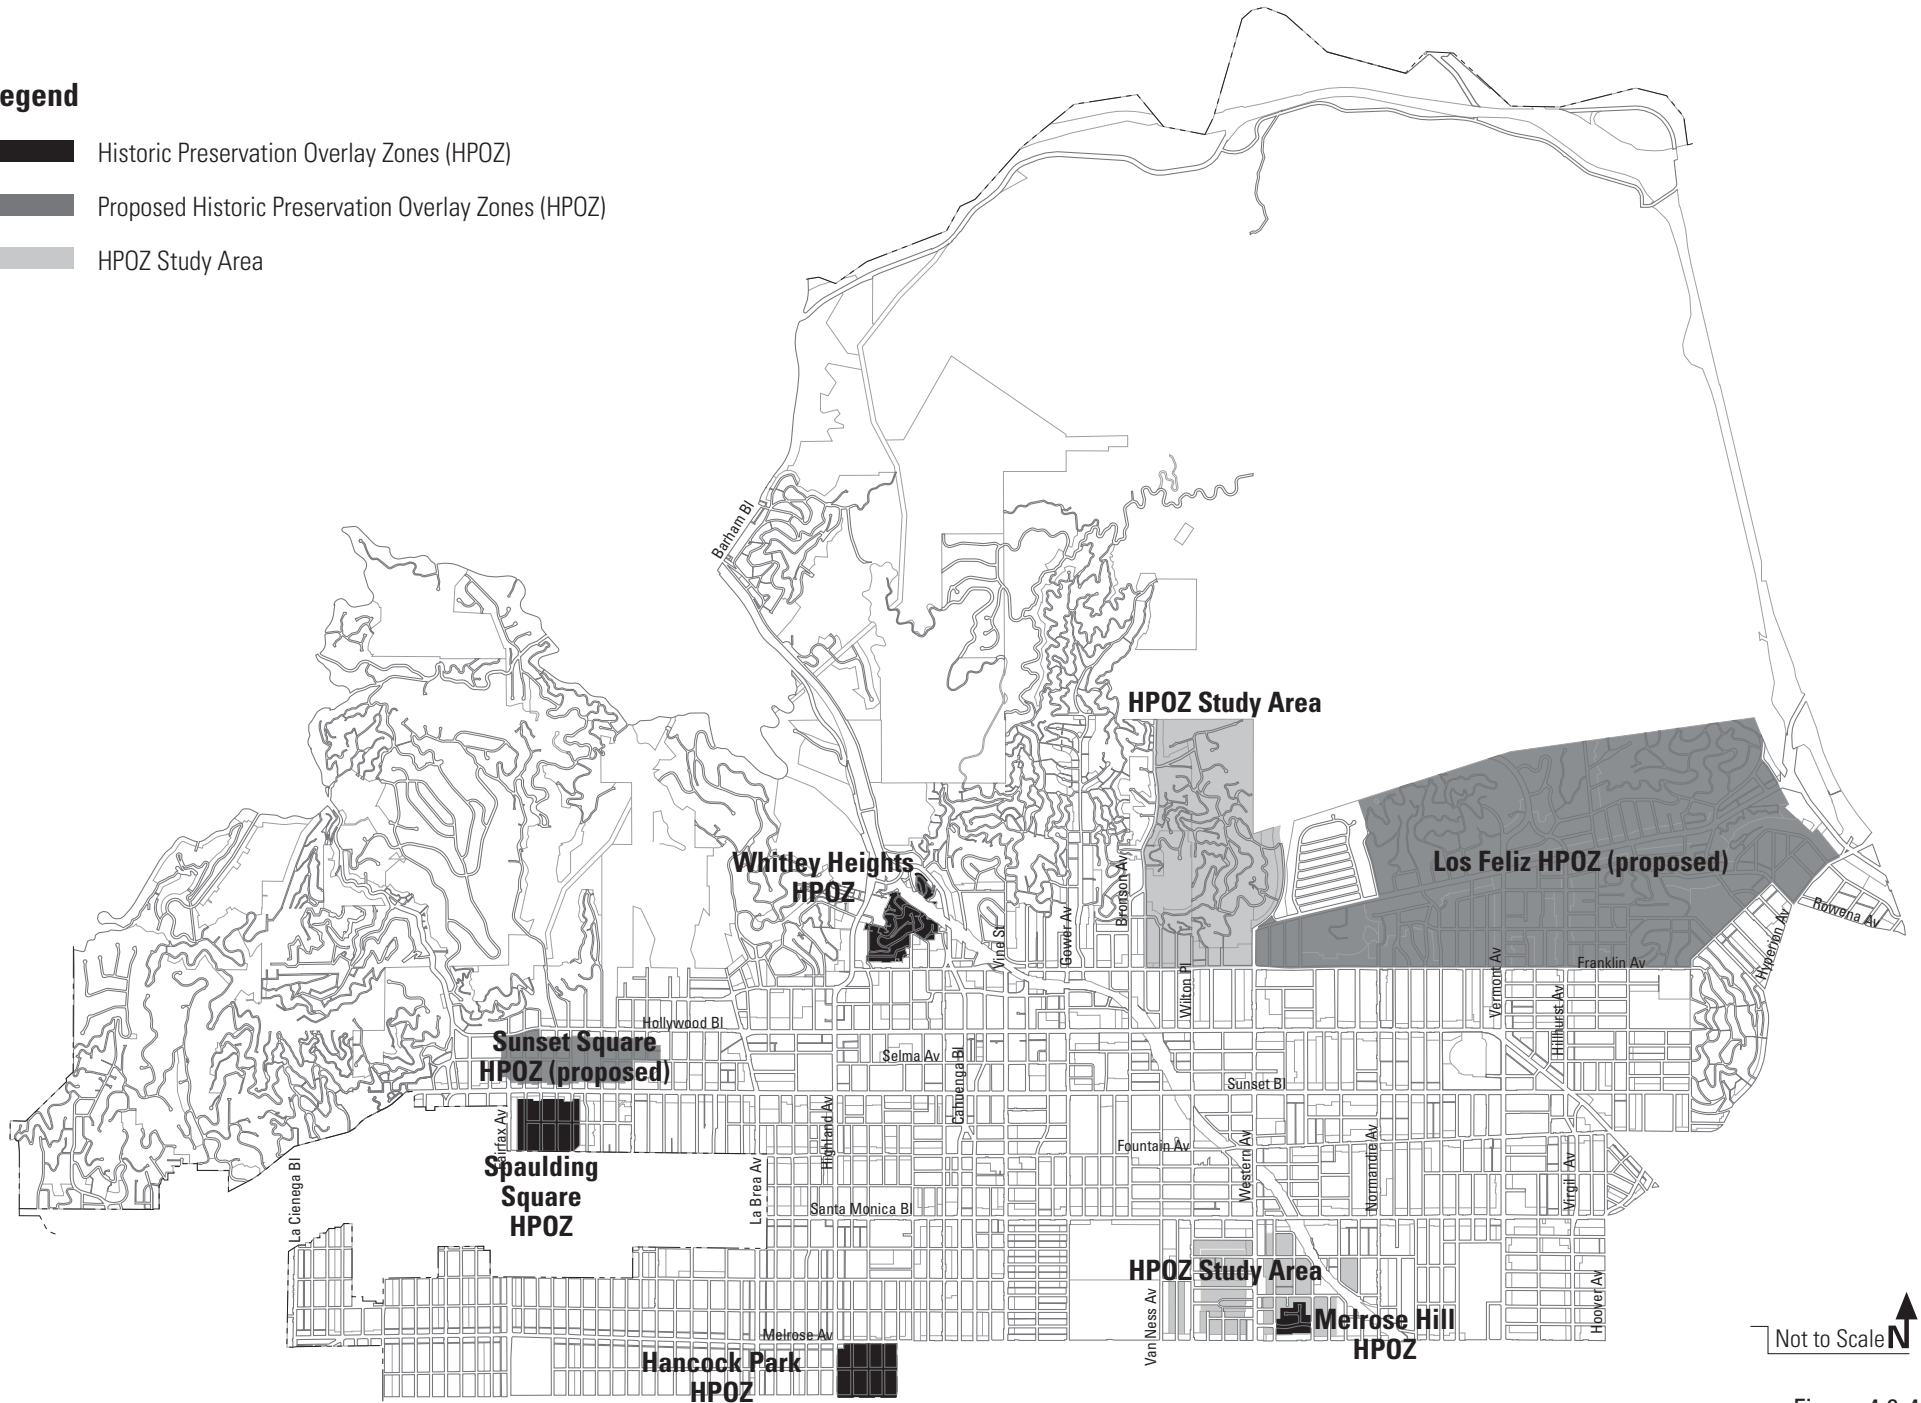 egend
Historic Preservation Overlay Zones (HPOZ)
Proposed Historic Preservation Overlay Zones (HPOZ)
HPOZ Study Area
Barham Bl
HPOZ Study Area
Los Feliz HPOZ (proposed)
Whitley Heights
HPOZ
Bronson Av
Gower Av
Vine St
Wilton Pl
Vermont Av
Franklin Av
Hillhurst Av
Hyperion Av
Rowena Av
Hollywood Bl
Sunset Square
HPOZ (proposed)
Selma Av
Cahuenga Bl
Sunset Bl
Fairfax Av
Highland Av
Fountain Av
Western Av
Normandie Av
Virgil Av
Spaulding
Square
HPOZ
La Cienega Bl
La Brea Av
Santa Monica Bl
HPOZ Study Area
Van Ness Av
Melrose Hill
HPOZ
Hoover Av
Melrose Av
Hancock Park
HPOZ
Not to Scale
N